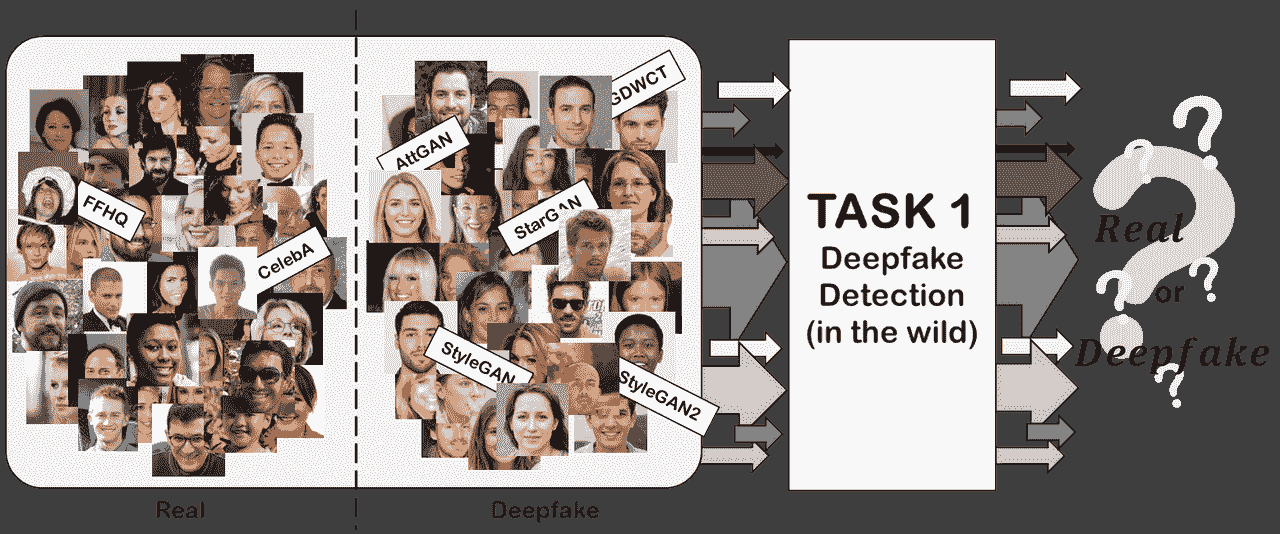 FFHQ
CelebA
Real
GDWCT
AttGAN
StarGAN
StyleGAN
StyleGAN2
Deepfake
TASK 1
Deepfake
Detection
(in the wild)
Real
or
Deepfake
?
?
?
?
?
?